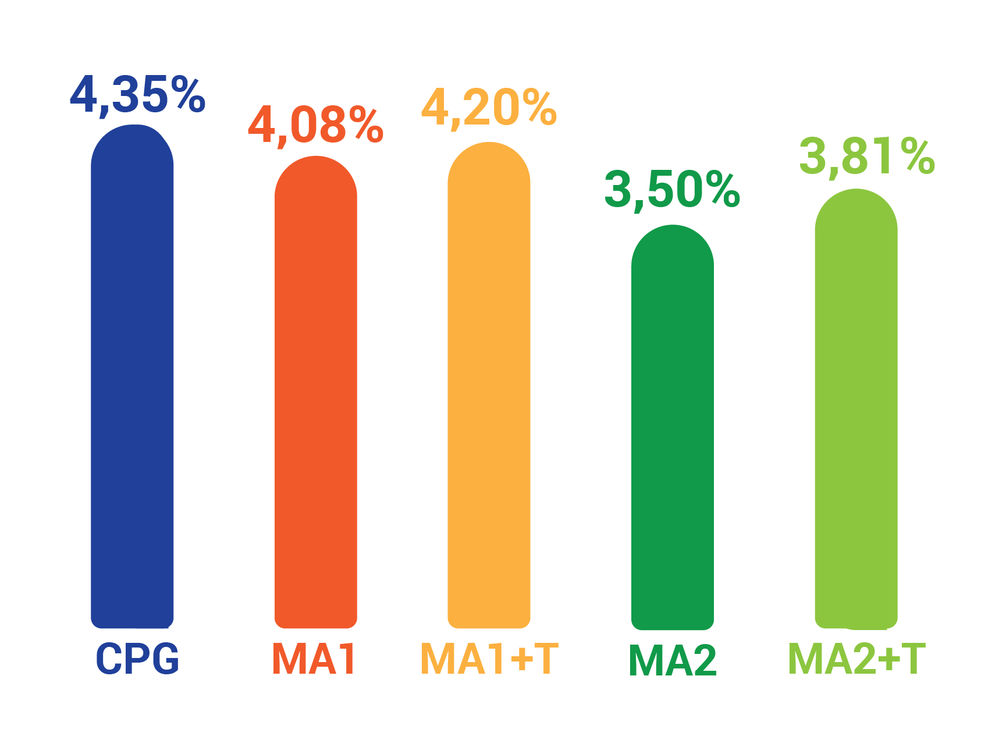 4,35%
4,08%
4,20%
3,50%
3,81%
CPG
MA1
MA1+T
MA2
MA2+T